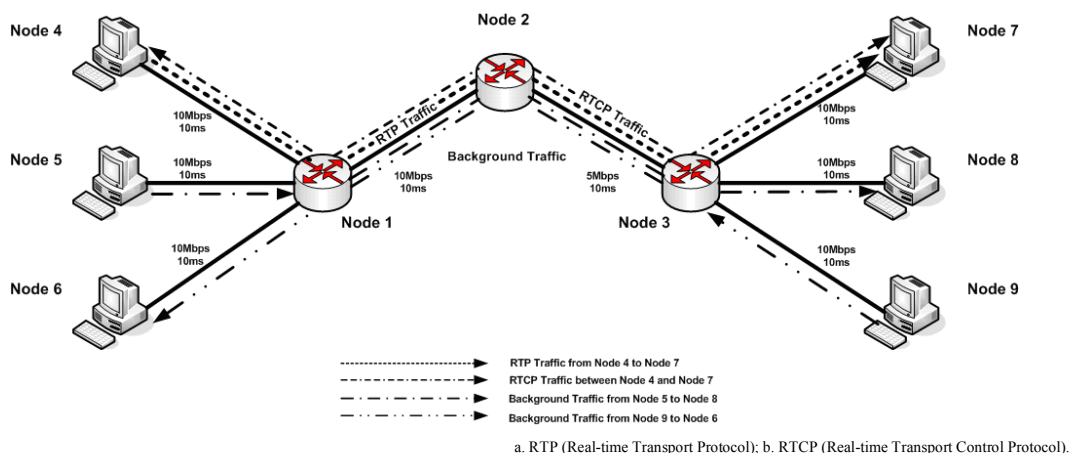 Node 2
Node 4
Node 7
10Mbps
10ms
RTP Traffic
RTCP Traffic
10Mbps
10ms
Node 5
10Mbps
10ms
Background Traffic
10Mbps
10ms
5Mbps
10ms
10Mbps
10ms
Node 8
Node 1
Node 3
10Mbps
10ms
10Mbps
10ms
Node 6
Node 9
RTP Traffic from Node 4 to Node 7
RTCP Traffic between Node 4 and Node 7
Background Traffic from Node 5 to Node 8
Background Traffic from Node 9 to Node 6
a. RTP (Real-time Transport Protocol); b. RTCP (Real-time Transport Control Protocol).